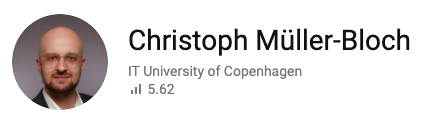 Christoph Müller-Bloch
IT University of Copenhagen
5.62